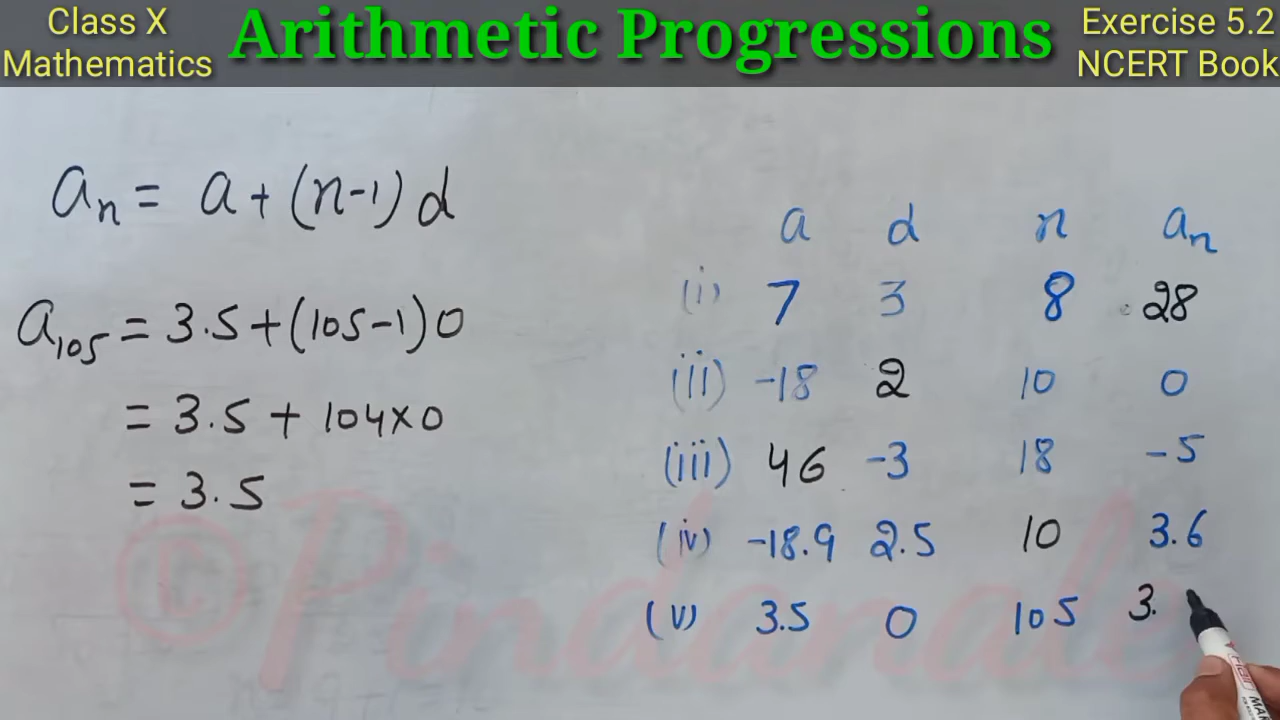 Class X
Mathematics
Arithmetic Progressions
Exercise 5.2
NCERT Book
aₙ = a + (n-1) d
a₁₀₅ = 3.5 + (105-1) 0
= 3.5 + 104 × 0
= 3.5
a d n aₙ
(i) 7 3 8 28
(ii) -18 2 10 0
(iii) 46 -3 18 -5
(iv) -18.9 2.5 10 3.6
(v) 3.5 0 105 3.
©Pindanale